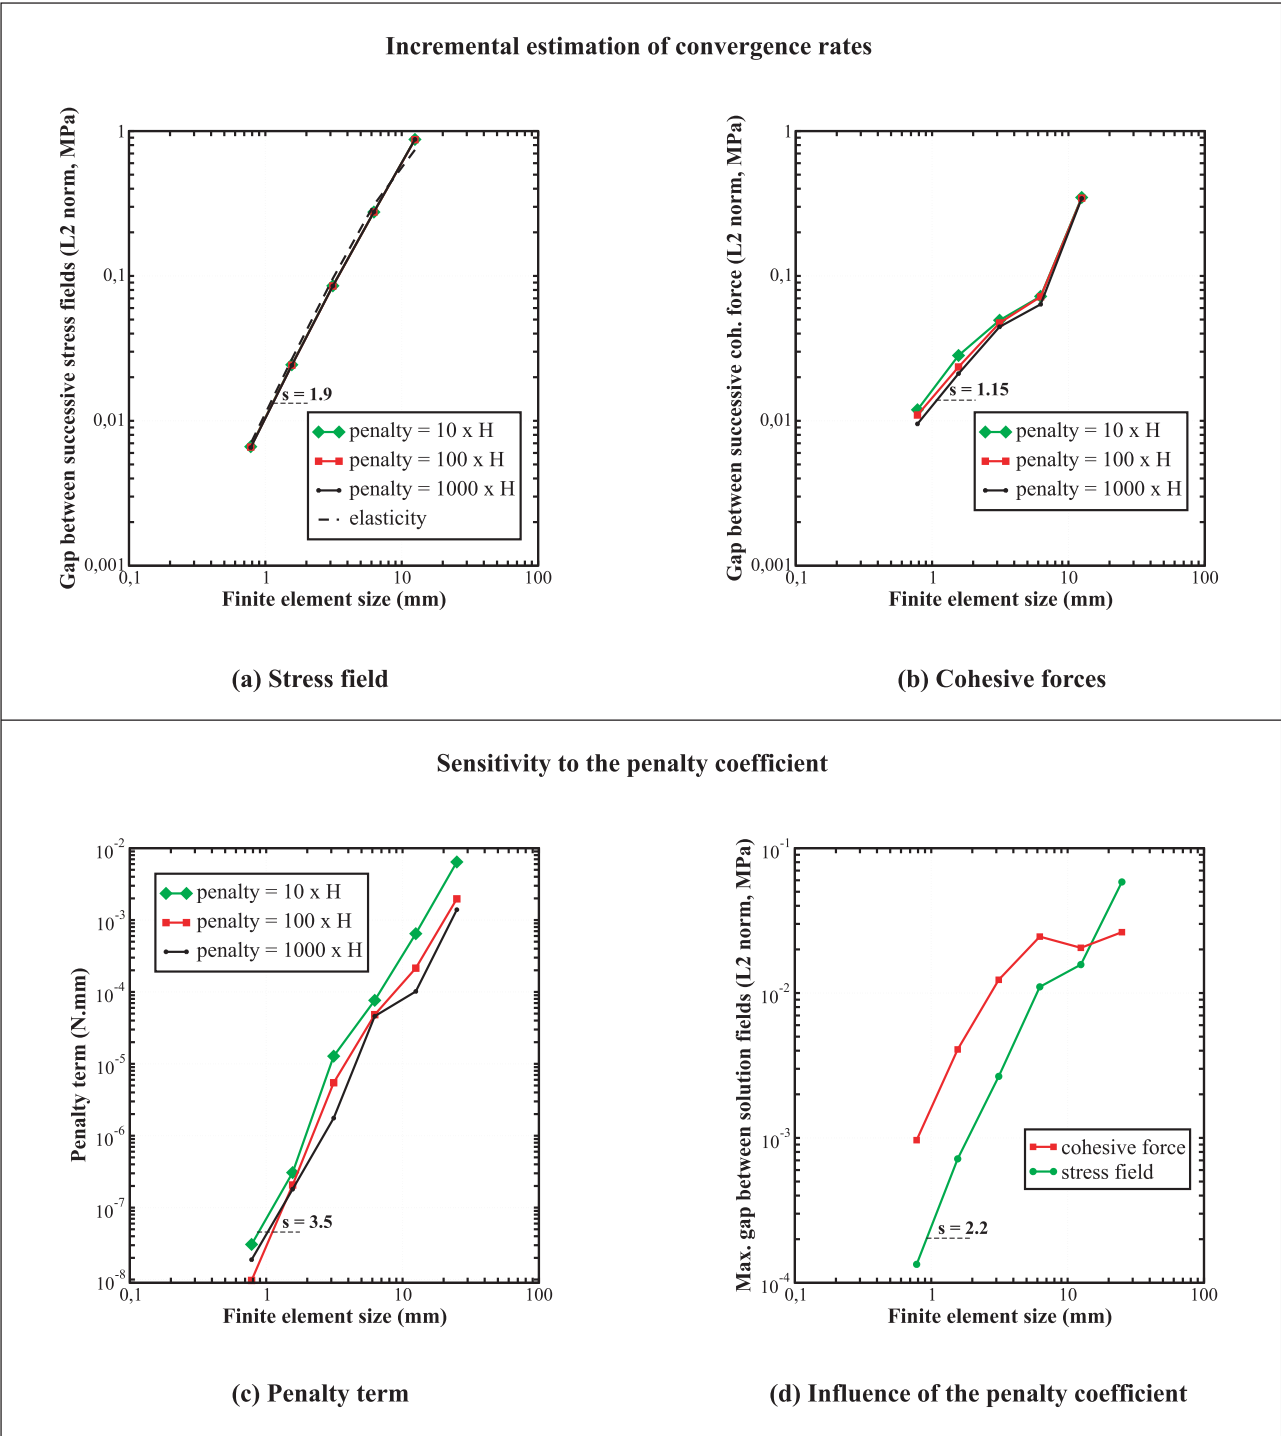 Incremental estimation of convergence rates
Gap between successive stress fields (L2 norm, MPa)
1
0,1
0,01
0,001
s = 1.9
penalty = 10 x H
penalty = 100 x H
penalty = 1000 x H
elasticity
0,1 1 10 100
Finite element size (mm)
(a) Stress field
Gap between successive coh. force (L2 norm, MPa)
1
0,1
0,01
0,001
s = 1.15
penalty = 10 x H
penalty = 100 x H
penalty = 1000 x H
0,1 1 10 100
Finite element size (mm)
(b) Cohesive forces
Sensitivity to the penalty coefficient
Penalty term (N.mm)
10^-2
10^-3
10^-4
10^-5
10^-6
10^-7
10^-8
penalty = 10 x H
penalty = 100 x H
penalty = 1000 x H
s = 3.5
0,1 1 10 100
Finite element size (mm)
(c) Penalty term
Max. gap between solution fields (L2 norm, MPa)
10^-1
10^-2
10^-3
10^-4
cohesive force
stress field
s = 2.2
0,1 1 10 100
Finite element size (mm)
(d) Influence of the penalty coefficient